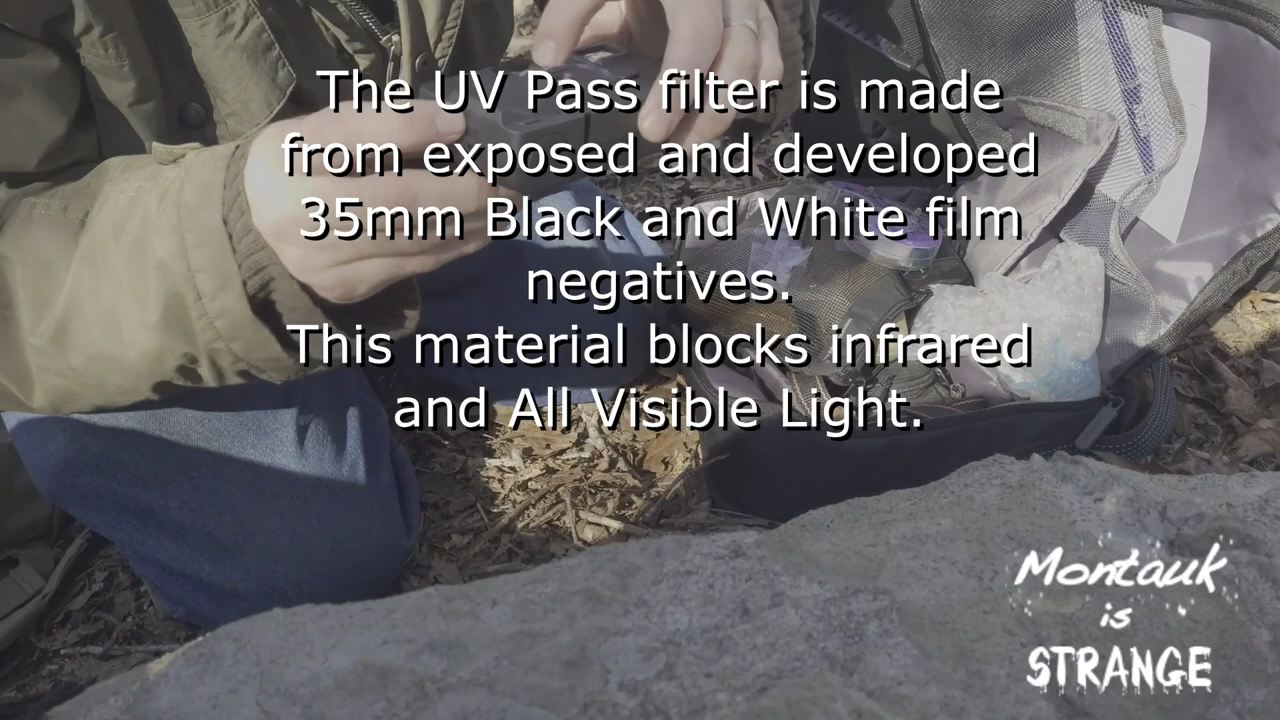 The UV Pass filter is made
from exposed and developed
35mm Black and White film
negatives.
This material blocks infrared
and All Visible Light.
Montauk
is
STRANGE